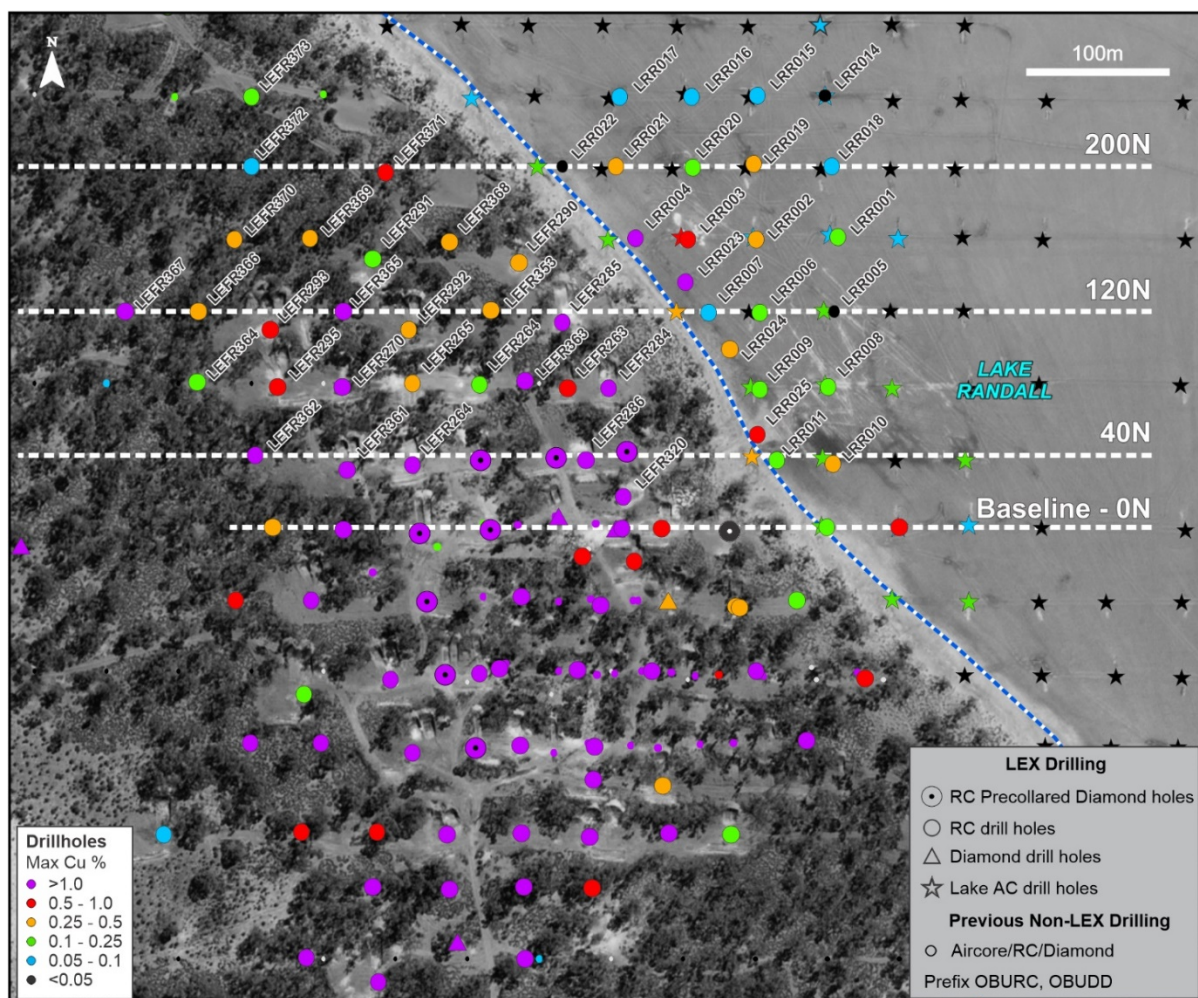 N
100m
LEFR373
LRR017
LRR016
LRR015
LRR014
LEFR372
LEFR371
LRR022
LRR021
LRR020
LRR019
LRR018
200N
LEFR370
LEFR369
LEFR291
LEFR368
LEFR290
LRR004
LRR003
LRR002
LRR001
LRR023
LEFR367
LEFR366
LEFR293
LEFR365
LEFR292
LEFR353
LEFR285
LRR007
LRR006
LRR005
120N
LEFR364
LEFR295
LEFR270
LEFR265
LEFR264
LEFR363
LEFR263
LEFR284
LRR024
LRR009
LRR008
LAKE
RANDALL
LEFR362
LEFR361
LEFR264
LEFR286
LRR025
LRR011
LRR010
40N
LEFR320
Baseline - 0N
Drillholes
Max Cu %
>1.0
0.5 - 1.0
0.25 - 0.5
0.1 - 0.25
0.05 - 0.1
<0.05
LEX Drilling
RC Precollared Diamond holes
RC drill holes
Diamond drill holes
Lake AC drill holes
Previous Non-LEX Drilling
Aircore/RC/Diamond
Prefix OBURC, OBUDD